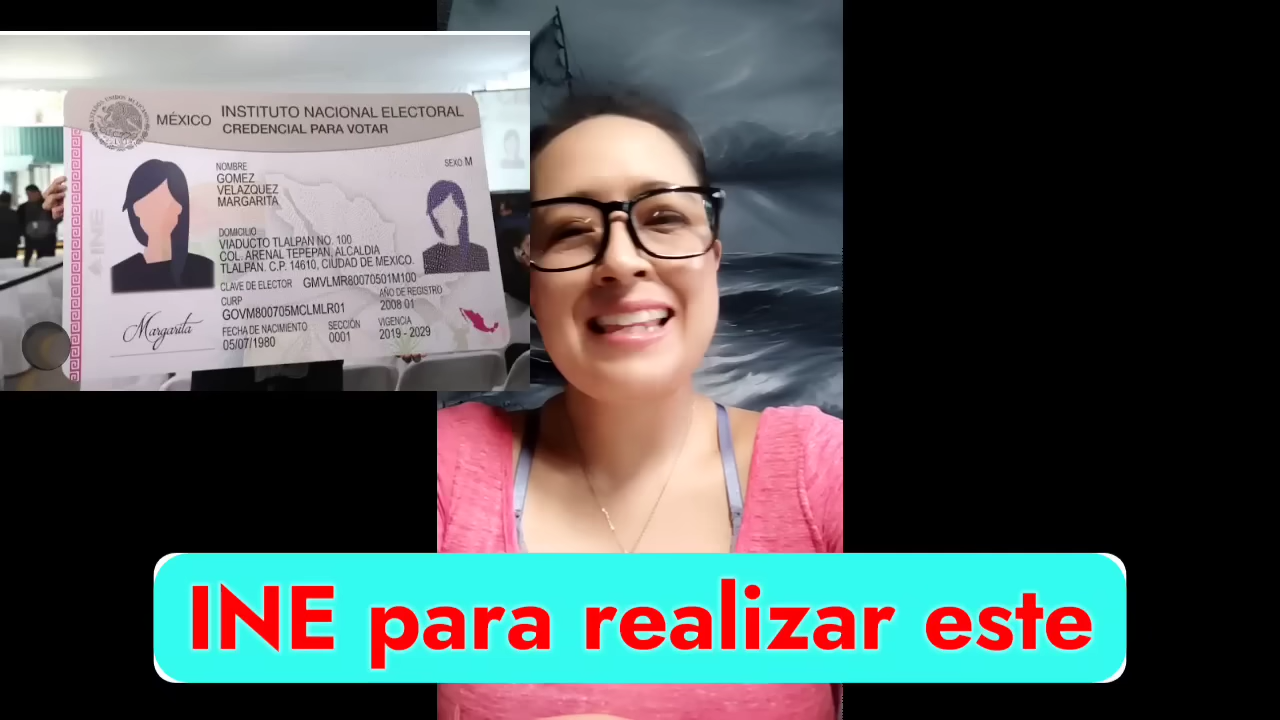 MÉXICO INSTITUTO NACIONAL ELECTORAL
CREDENCIAL PARA VOTAR
NOMBRE
GOMEZ
VELAZQUEZ
MARGARITA
SEXO M
DOMICILIO
VIADUCTO TLALPAN NO. 100
COL. ARENAL TEPEPAN, ALCALDIA
TLALPAN. C.P. 14610, CIUDAD DE MEXICO.
CLAVE DE ELECTOR GMVLMR80070501M100
CURP
GOVM800705MCLMLR01
AÑO DE REGISTRO
2008 01
FECHA DE NACIMIENTO
05/07/1980
SECCIÓN
0001
VIGENCIA
2019 - 2029
Margarita
INE
INE para realizar este